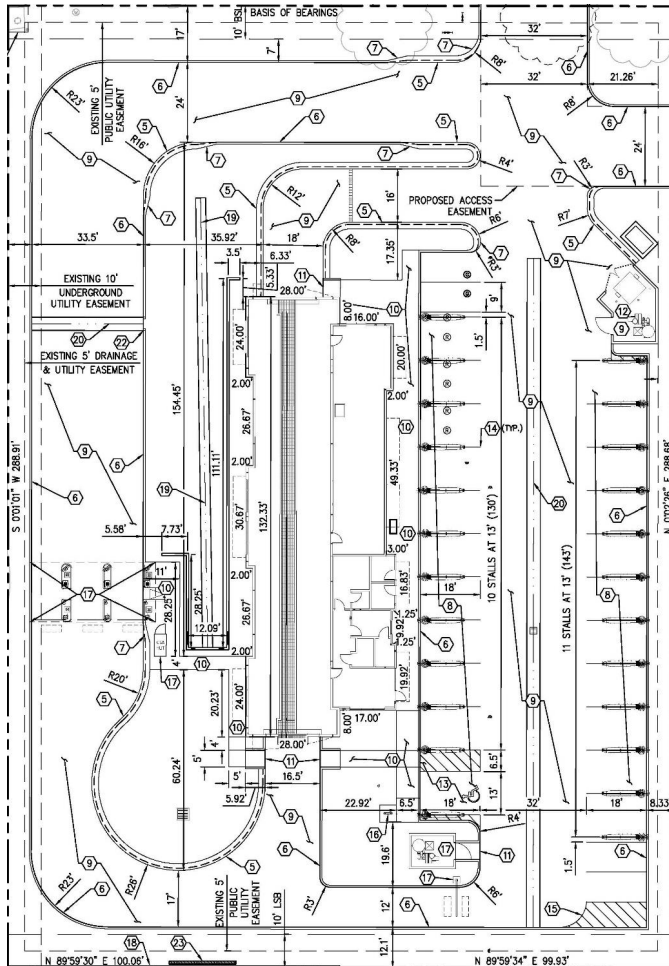 10' BSL
BASIS OF BEARINGS
17'
7'
32'
32'
21.26'
R8'
R8'
R23'
EXISTING 5'
PUBLIC UTILITY
EASEMENT
24'
24'
R16'
R12'
R4'
R3'
R7'
16'
PROPOSED ACCESS
EASEMENT
R6'
R3'
R8'
17.35'
33.5'
35.92'
18'
3.5'
6.33'
5.33'
28.00'
8.00'
16.00'
9'
1.5'
EXISTING 10'
UNDERGROUND
UTILITY EASEMENT
EXISTING 5' DRAINAGE
& UTILITY EASEMENT
24.00'
2.00'
20.00'
2.00'
26.67'
2.00'
154.45'
111.11'
132.33'
49.33'
14 (TYP.)
30.67'
2.00'
3.00'
S 0°01'01" W 288.91'
N 0°02'26" E 288.68'
10 STALLS AT 13' (130')
11 STALLS AT 13' (143')
5.58'
7.73'
11'
28.25'
28.25'
12.09'
4'
26.67'
2.00'
16.83'
1.25'
9.92'
1.25'
19.92'
18'
R20'
20.23'
24.00'
8.00'
17.00'
28.00'
4'
5'
5'
16.5'
5.92'
60.24'
22.92'
6.5'
18'
6.5'
13'
32'
18'
8.33'
R4'
19.6'
1.5'
R23'
R26'
17'
EXISTING 5'
PUBLIC
UTILITY
EASEMENT
10' LSB
R3'
R6'
12'
12.1'
N 89°59'30" E 100.06'
N 89°59'34" E 99.93'